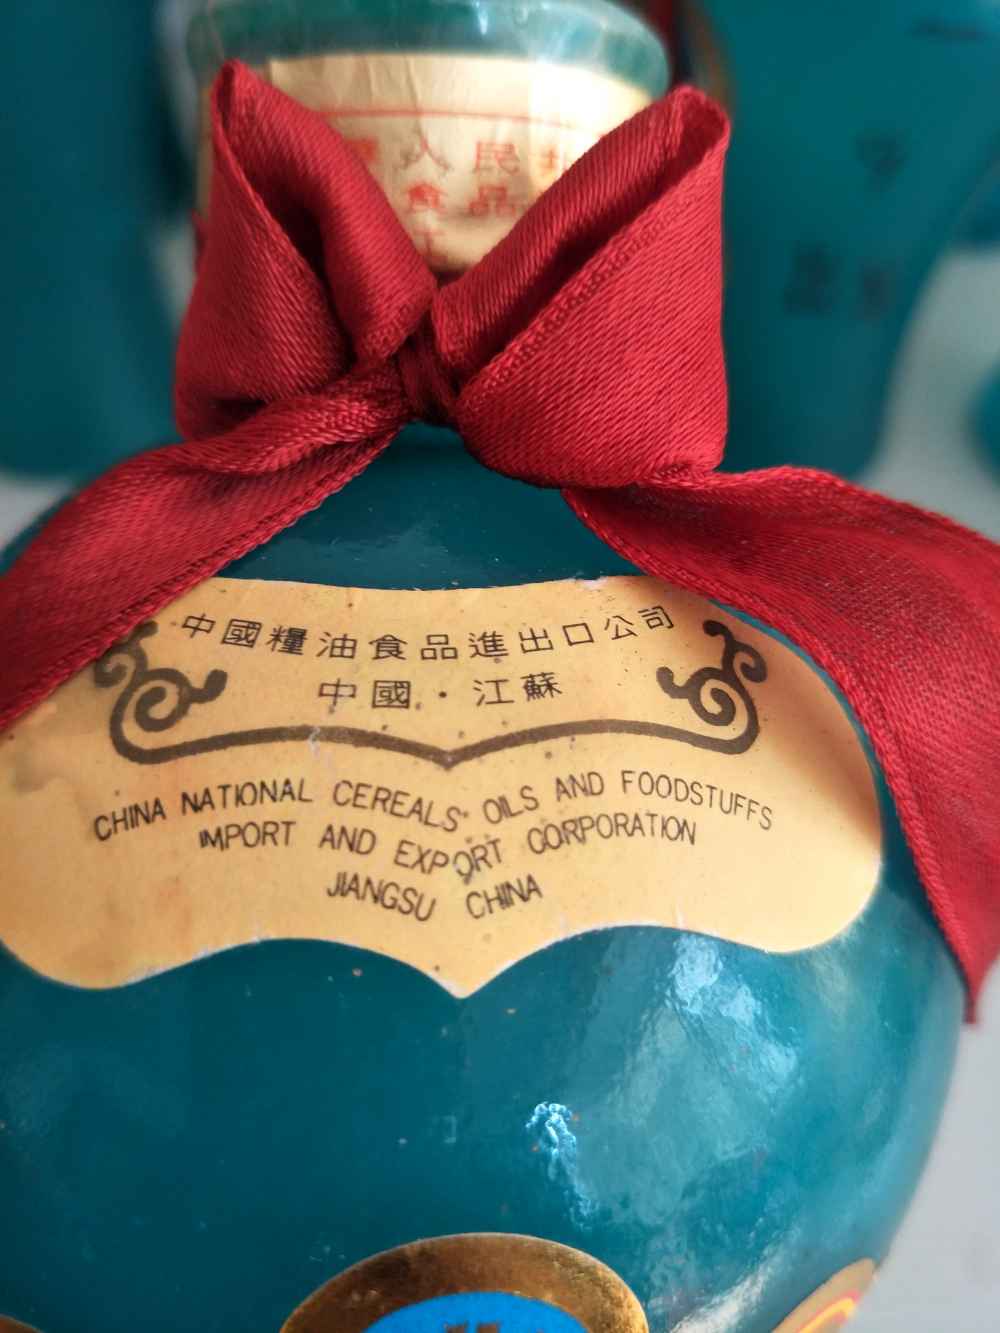 人民
食品
中國糧油食品進出口公司
中國·江蘇
CHINA NATIONAL CEREALS' OILS AND FOODSTUFFS
IMPORT AND EXPORT CORPORATION
JIANGSU CHINA